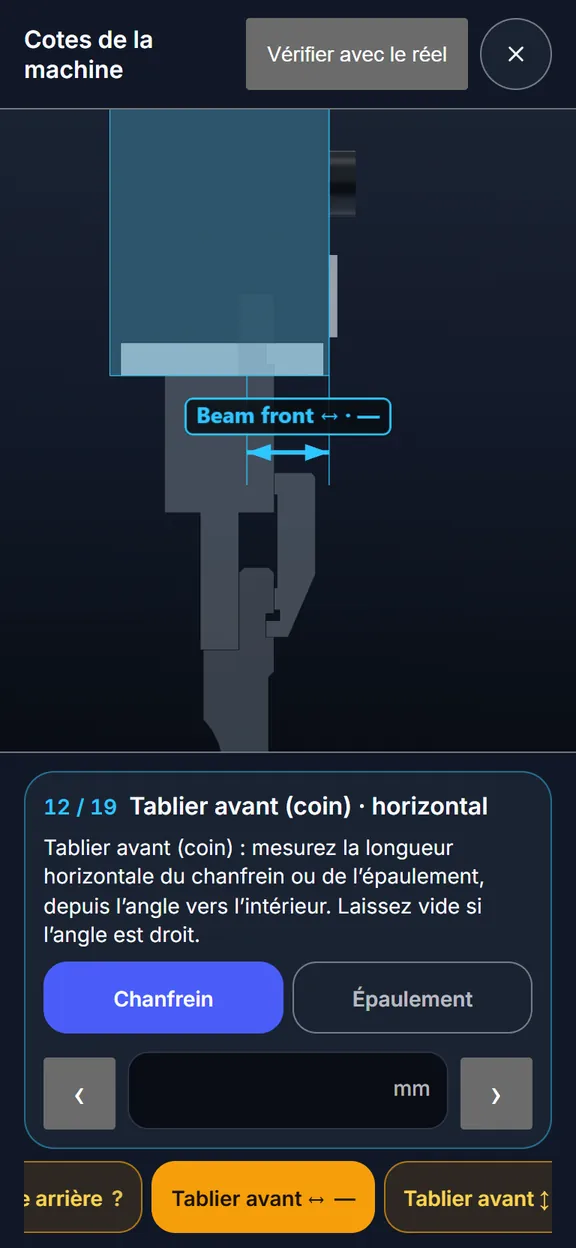 Cotes de la
machine
Vérifier avec le réel
×
Beam front ↔ · —
12 / 19 Tablier avant (coin) · horizontal
Tablier avant (coin) : mesurez la longueur
horizontale du chanfrein ou de l’épaulement,
depuis l’angle vers l’intérieur. Laissez vide si
l’angle est droit.
Chanfrein
Épaulement
‹
mm
›
e arrière ?
Tablier avant ↔ —
Tablier avant ↕